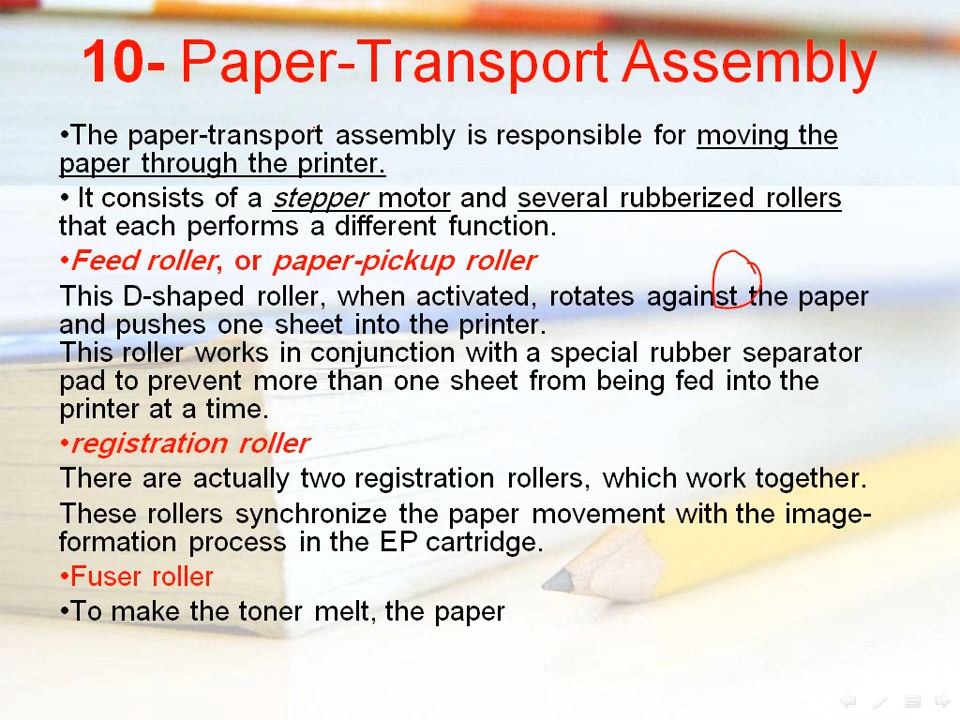 10- Paper-Transport Assembly
•The paper-transport assembly is responsible for moving the
paper through the printer.
• It consists of a stepper motor and several rubberized rollers
that each performs a different function.
•Feed roller, or paper-pickup roller
This D-shaped roller, when activated, rotates against the paper
and pushes one sheet into the printer.
This roller works in conjunction with a special rubber separator
pad to prevent more than one sheet from being fed into the
printer at a time.
•registration roller
There are actually two registration rollers, which work together.
These rollers synchronize the paper movement with the image-
formation process in the EP cartridge.
•Fuser roller
•To make the toner melt, the paper